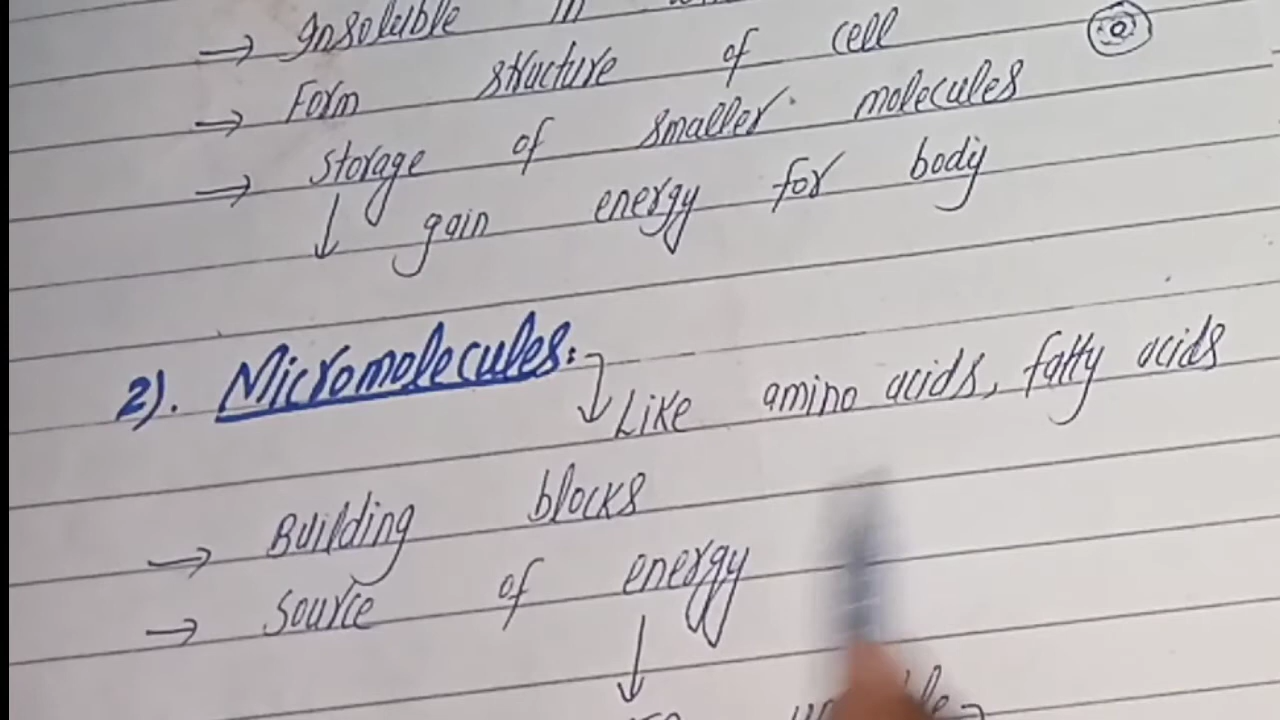 → Insoluble in
→ Form structure of cell
→ Storage of smaller molecules
↓ gain energy for body
2). Micromolecules:
Like amino acids, fatty acids
→ Building blocks
→ Source of energy
↓